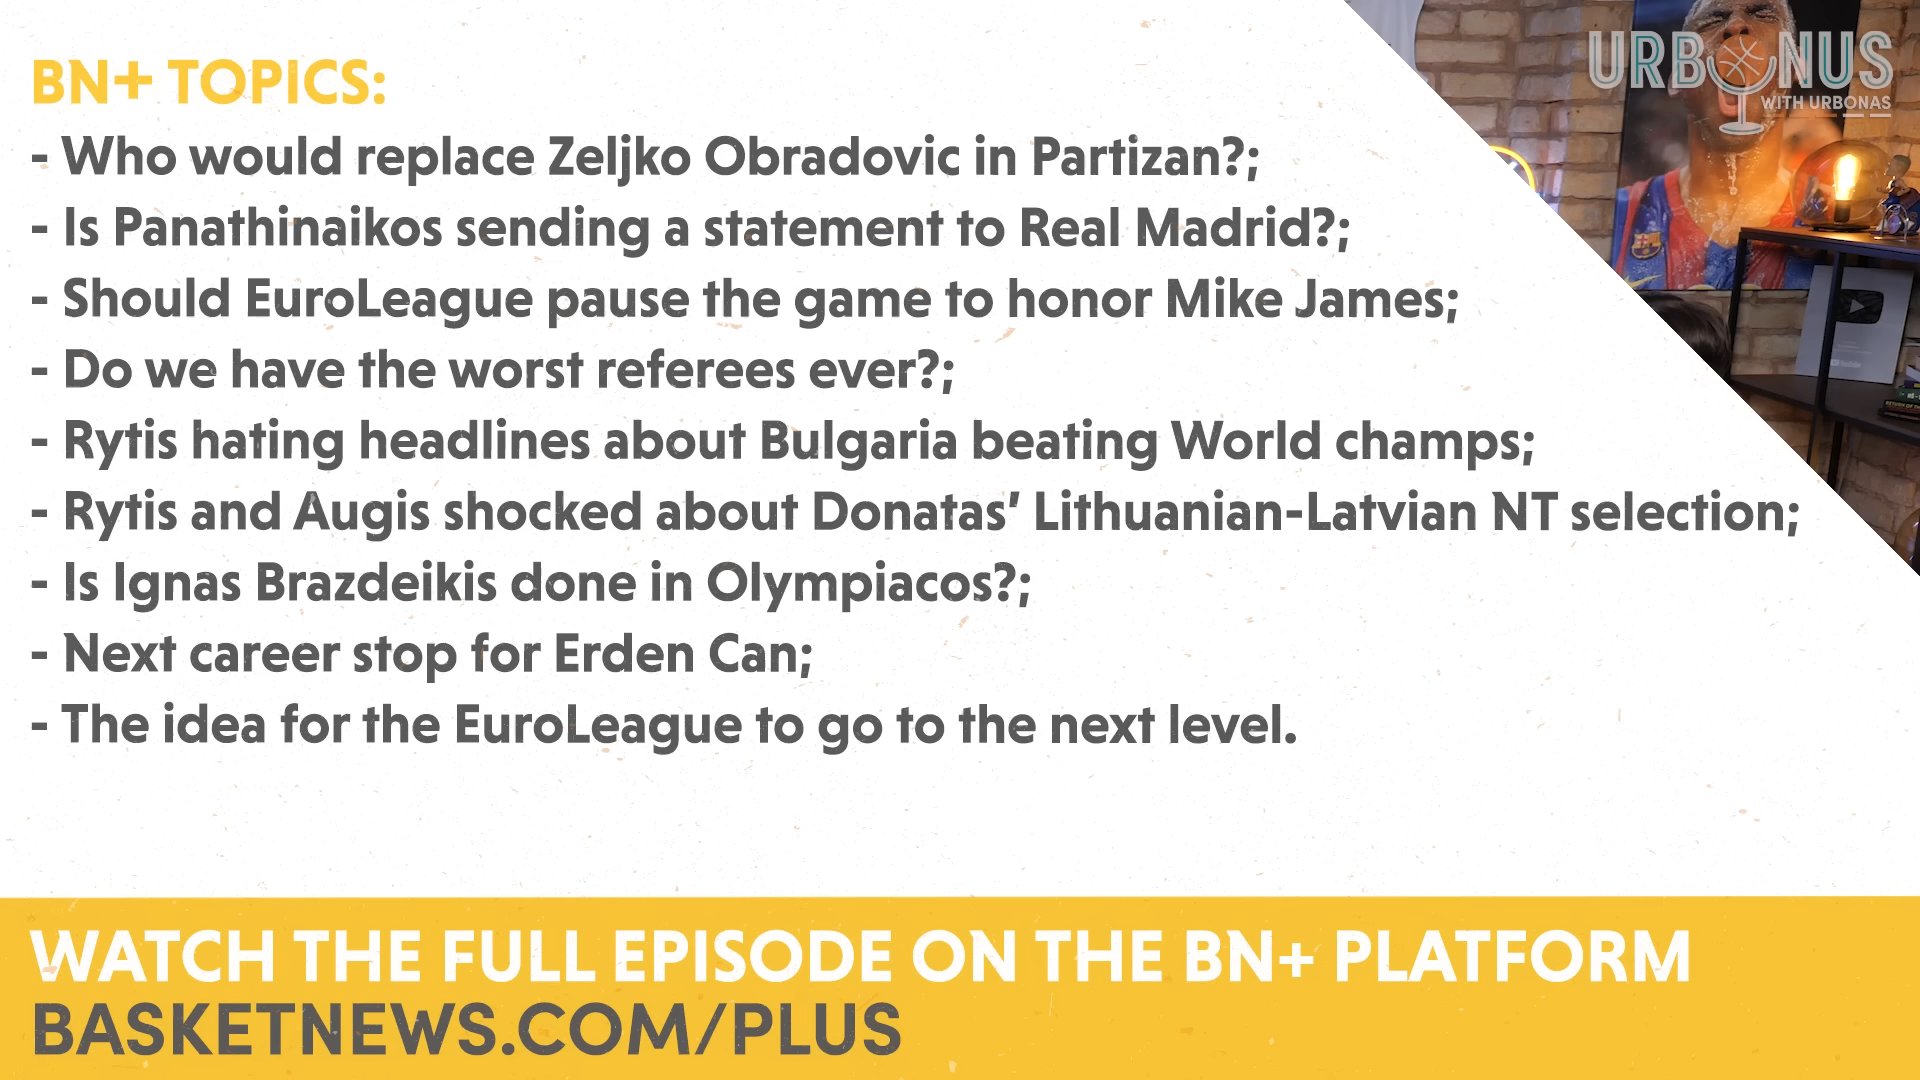 URBONUS
WITH URBONAS
BN+ TOPICS:
- Who would replace Zeljko Obradovic in Partizan?;
- Is Panathinaikos sending a statement to Real Madrid?;
- Should EuroLeague pause the game to honor Mike James;
- Do we have the worst referees ever?;
- Rytis hating headlines about Bulgaria beating World champs;
- Rytis and Augis shocked about Donatas’ Lithuanian-Latvian NT selection;
- Is Ignas Brazdeikis done in Olympiacos?;
- Next career stop for Erden Can;
- The idea for the EuroLeague to go to the next level.
WATCH THE FULL EPISODE ON THE BN+ PLATFORM
BASKETNEWS.COM/PLUS